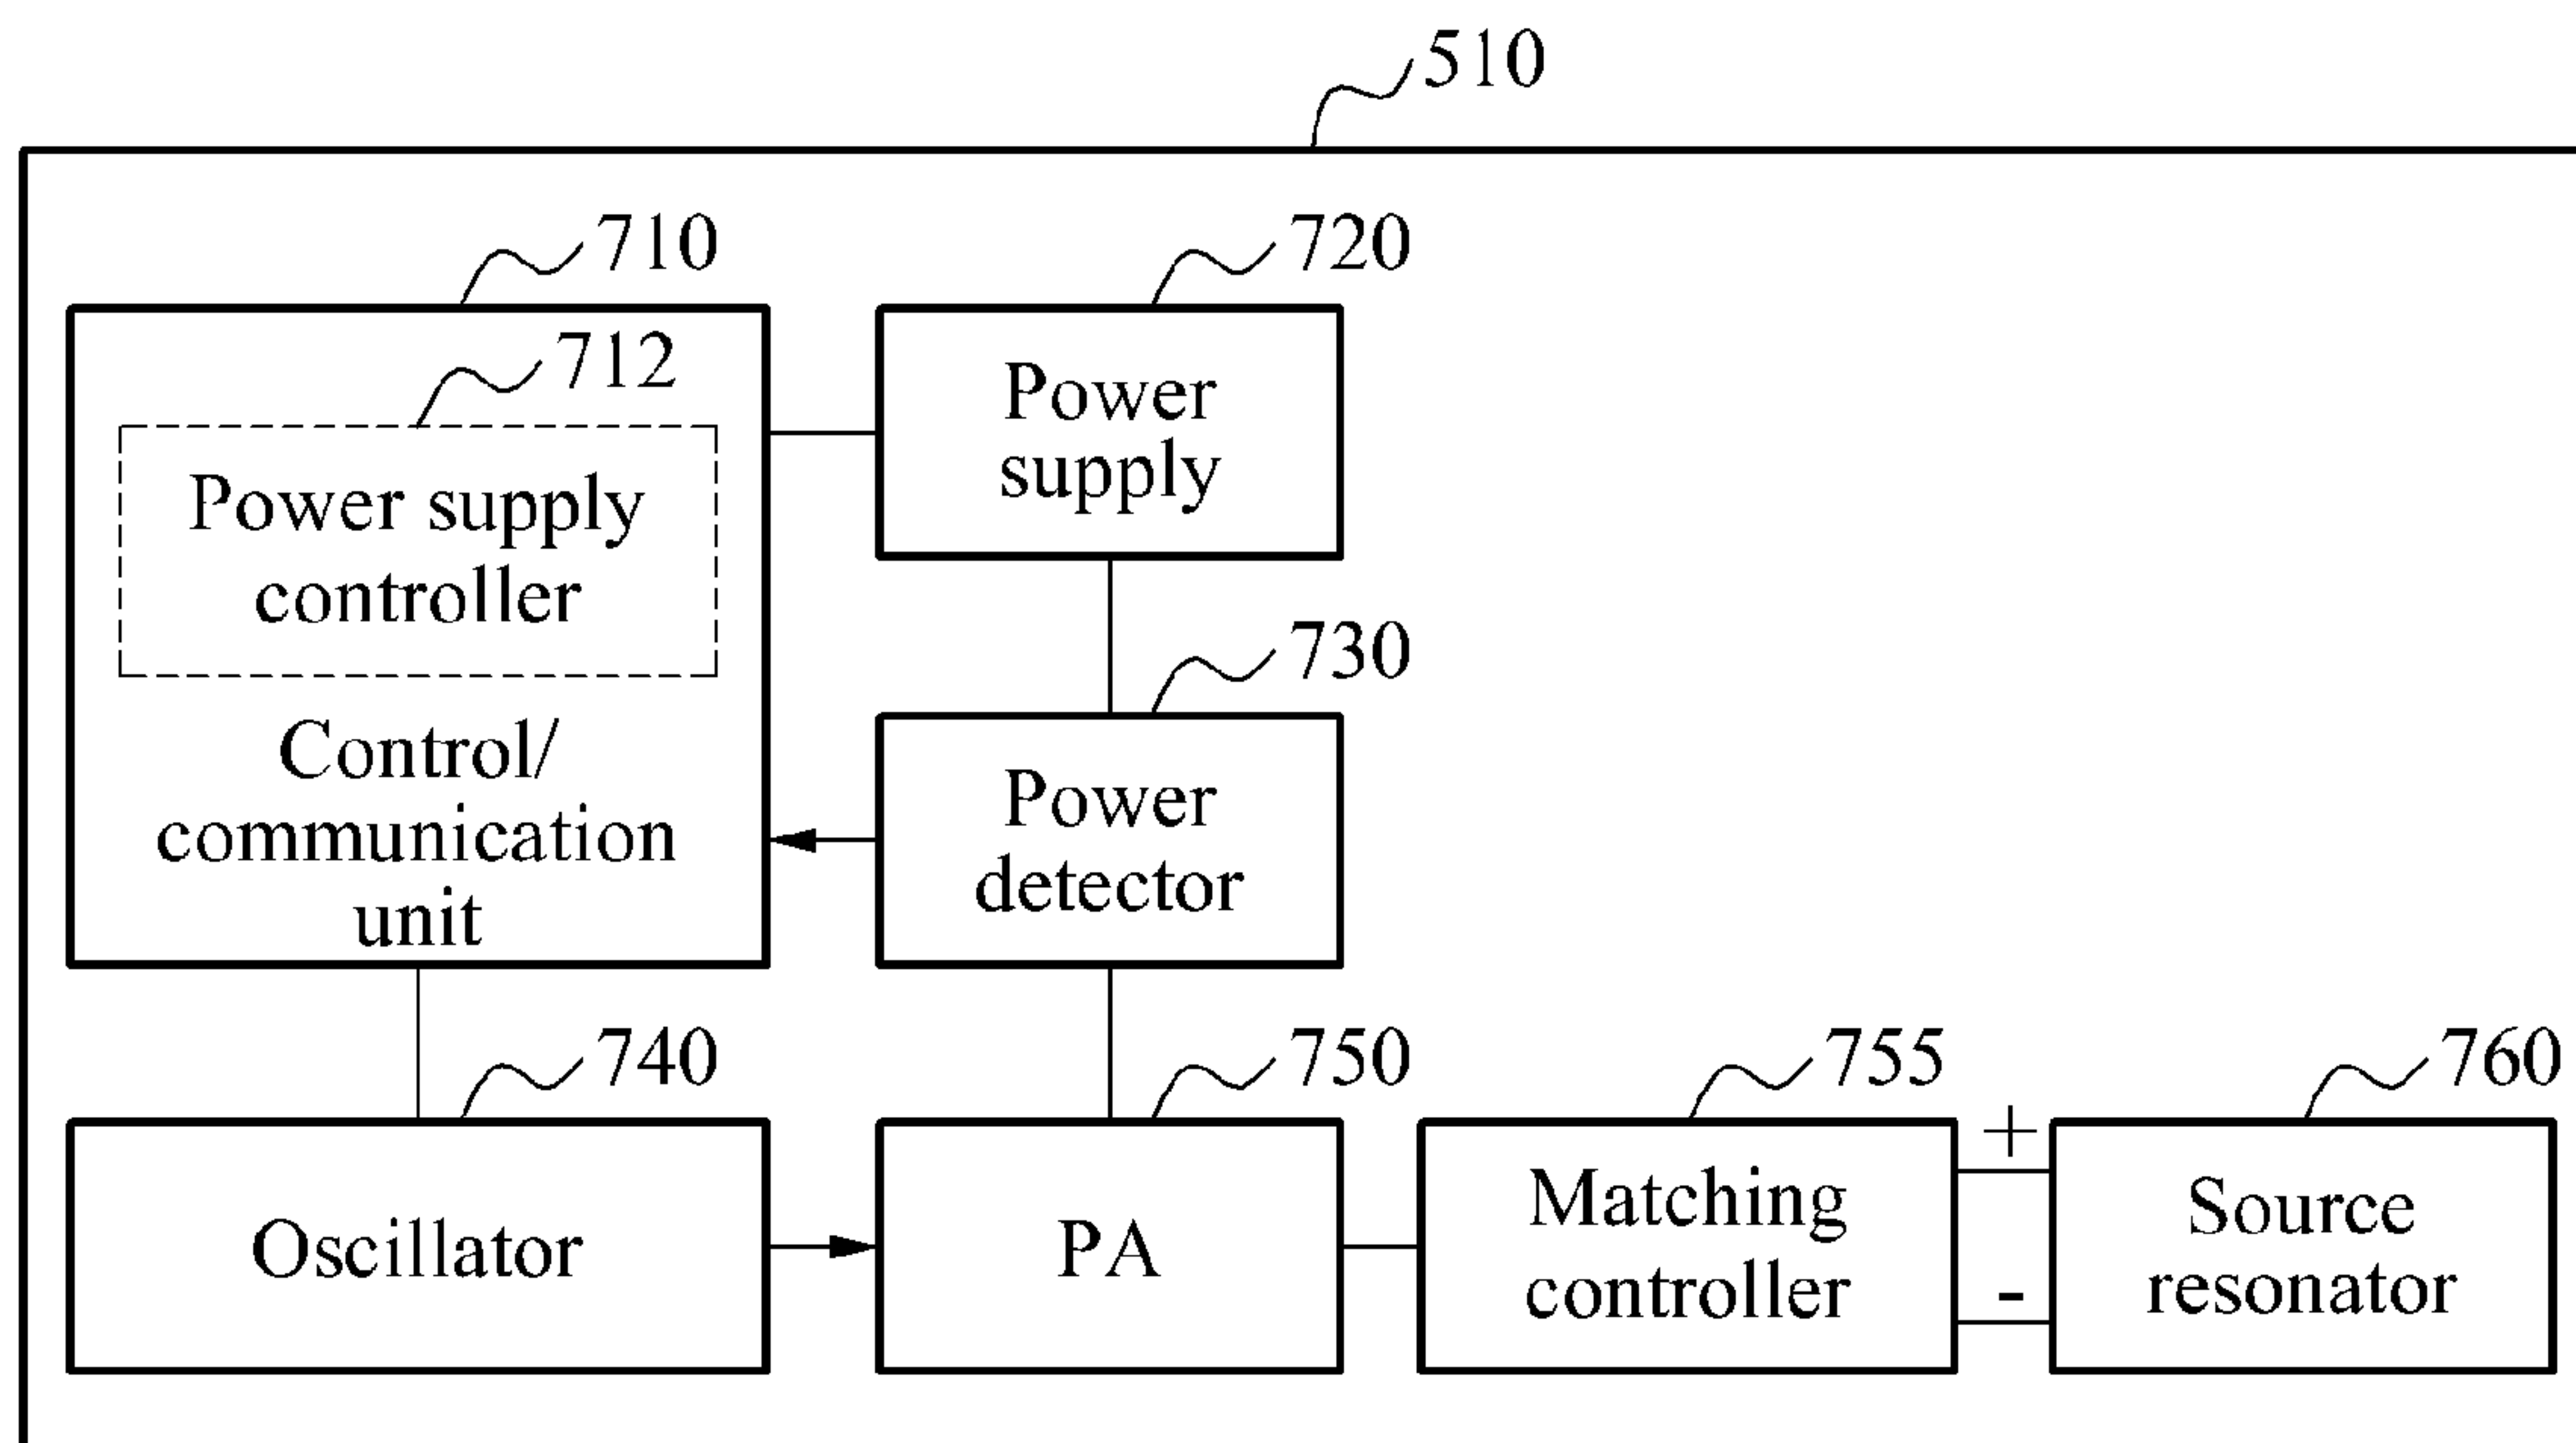 510
710
720
712
Power supply
controller
Control/
communication
unit
Power
supply
730
Power
detector
740
750
755
760
Oscillator
PA
Matching
controller
+
-
Source
resonator